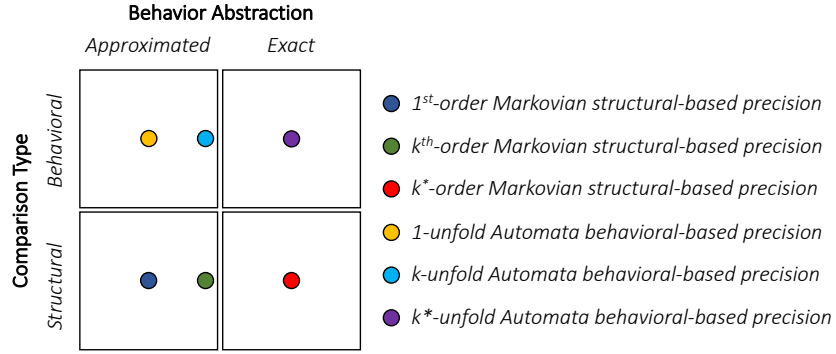 Behavior Abstraction
Approximated Exact
Comparison Type
Behavioral
Structural
1st-order Markovian structural-based precision
kth-order Markovian structural-based precision
k*-order Markovian structural-based precision
1-unfold Automata behavioral-based precision
k-unfold Automata behavioral-based precision
k*-unfold Automata behavioral-based precision